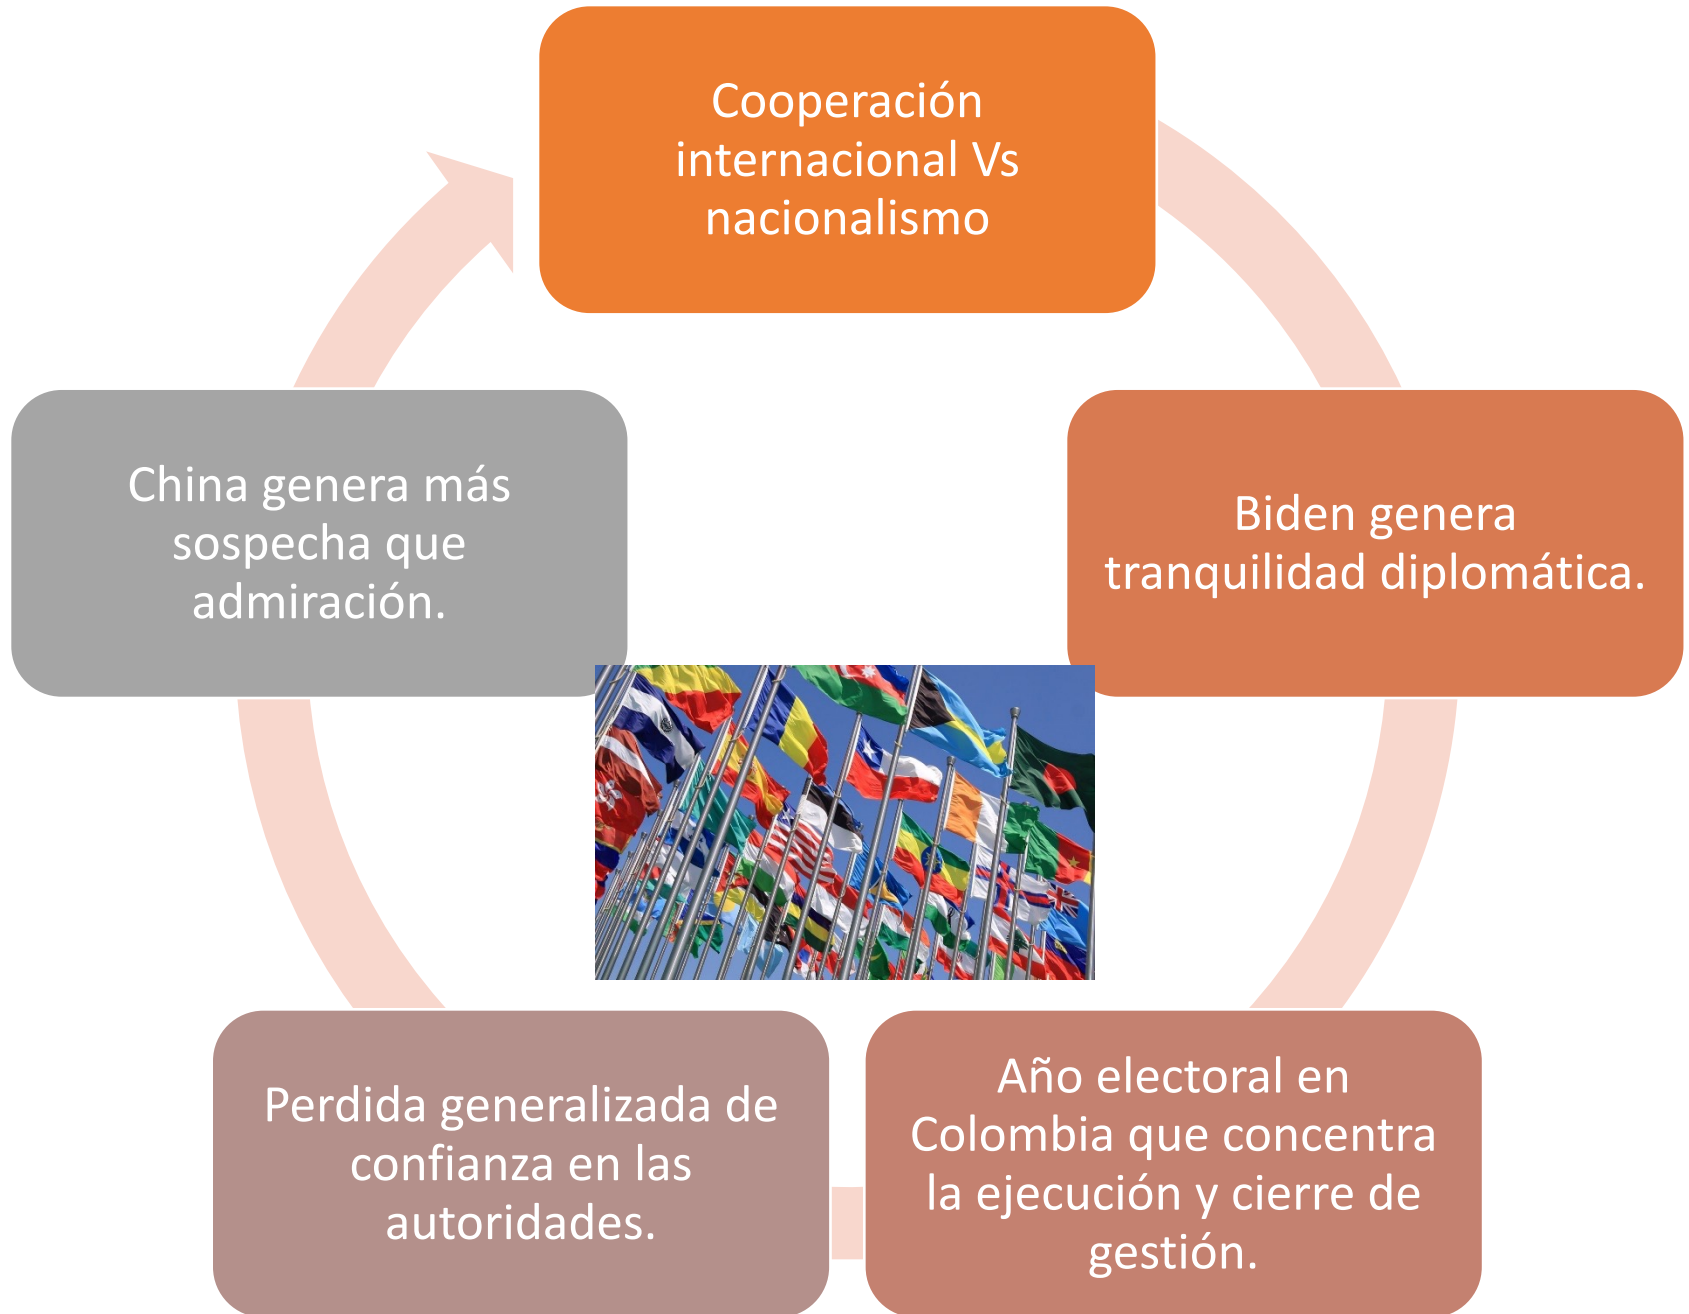 Cooperación
internacional Vs
nacionalismo
Biden genera
tranquilidad diplomática.
Año electoral en
Colombia que concentra
la ejecución y cierre de
gestión.
Perdida generalizada de
confianza en las
autoridades.
China genera más
sospecha que
admiración.